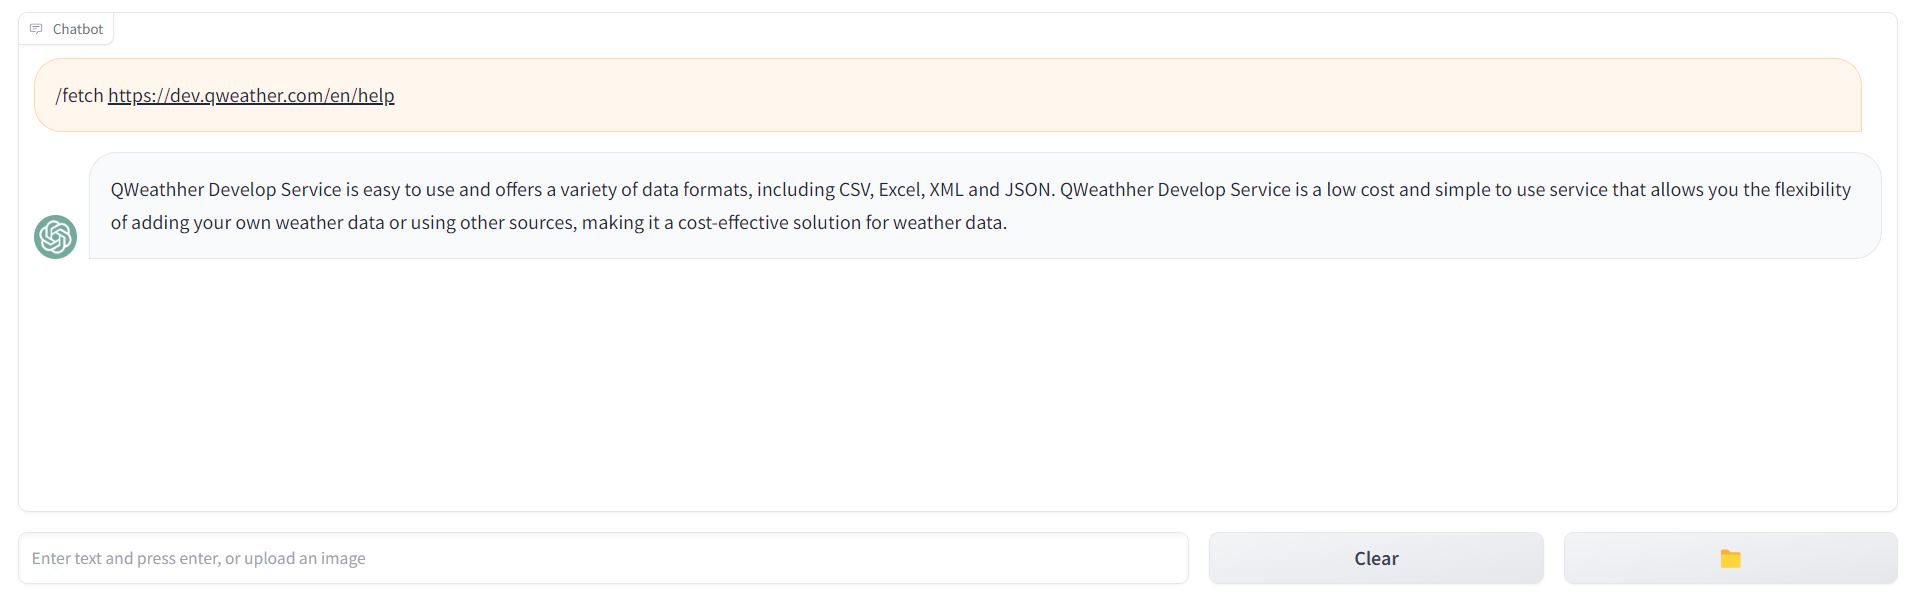 Chatbot
/fetch https://dev.qweather.com/en/help
QWeathher Develop Service is easy to use and offers a variety of data formats, including CSV, Excel, XML and JSON. QWeathher Develop Service is a low cost and simple to use service that allows you the flexibility
of adding your own weather data or using other sources, making it a cost-effective solution for weather data.
Enter text and press enter, or upload an image
Clear